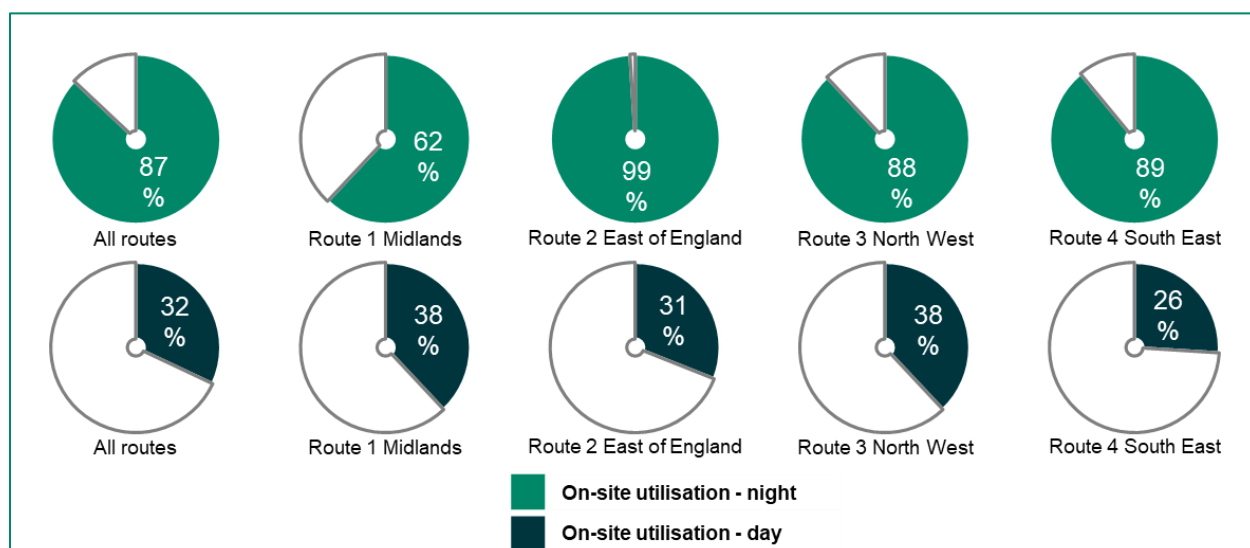 87
%
62
%
99
%
88
%
89
%
All routes
Route 1 Midlands
Route 2 East of England
Route 3 North West
Route 4 South East
32
%
38
%
31
%
38
%
26
%
All routes
Route 1 Midlands
Route 2 East of England
Route 3 North West
Route 4 South East
On-site utilisation - night
On-site utilisation - day